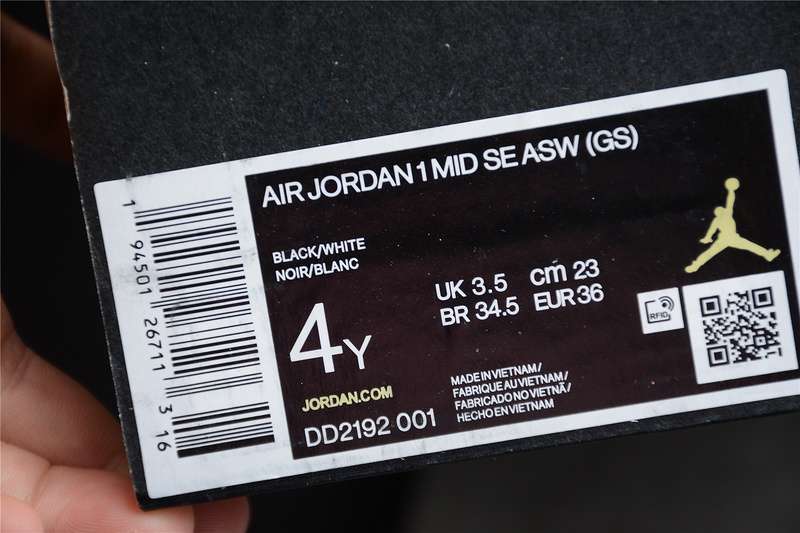 AIR JORDAN 1 MID SE ASW (GS)
BLACK/WHITE
NOIR/BLANC
4Y
UK 3.5 cm 23
BR 34.5 EUR 36
RFID
JORDAN.COM
DD2192 001
MADE IN VIETNAM/
FABRIQUE AU VIETNAM/
FABRICADO NO VIETNÃ/
HECHO EN VIETNAM
1 94501 26711 3 16